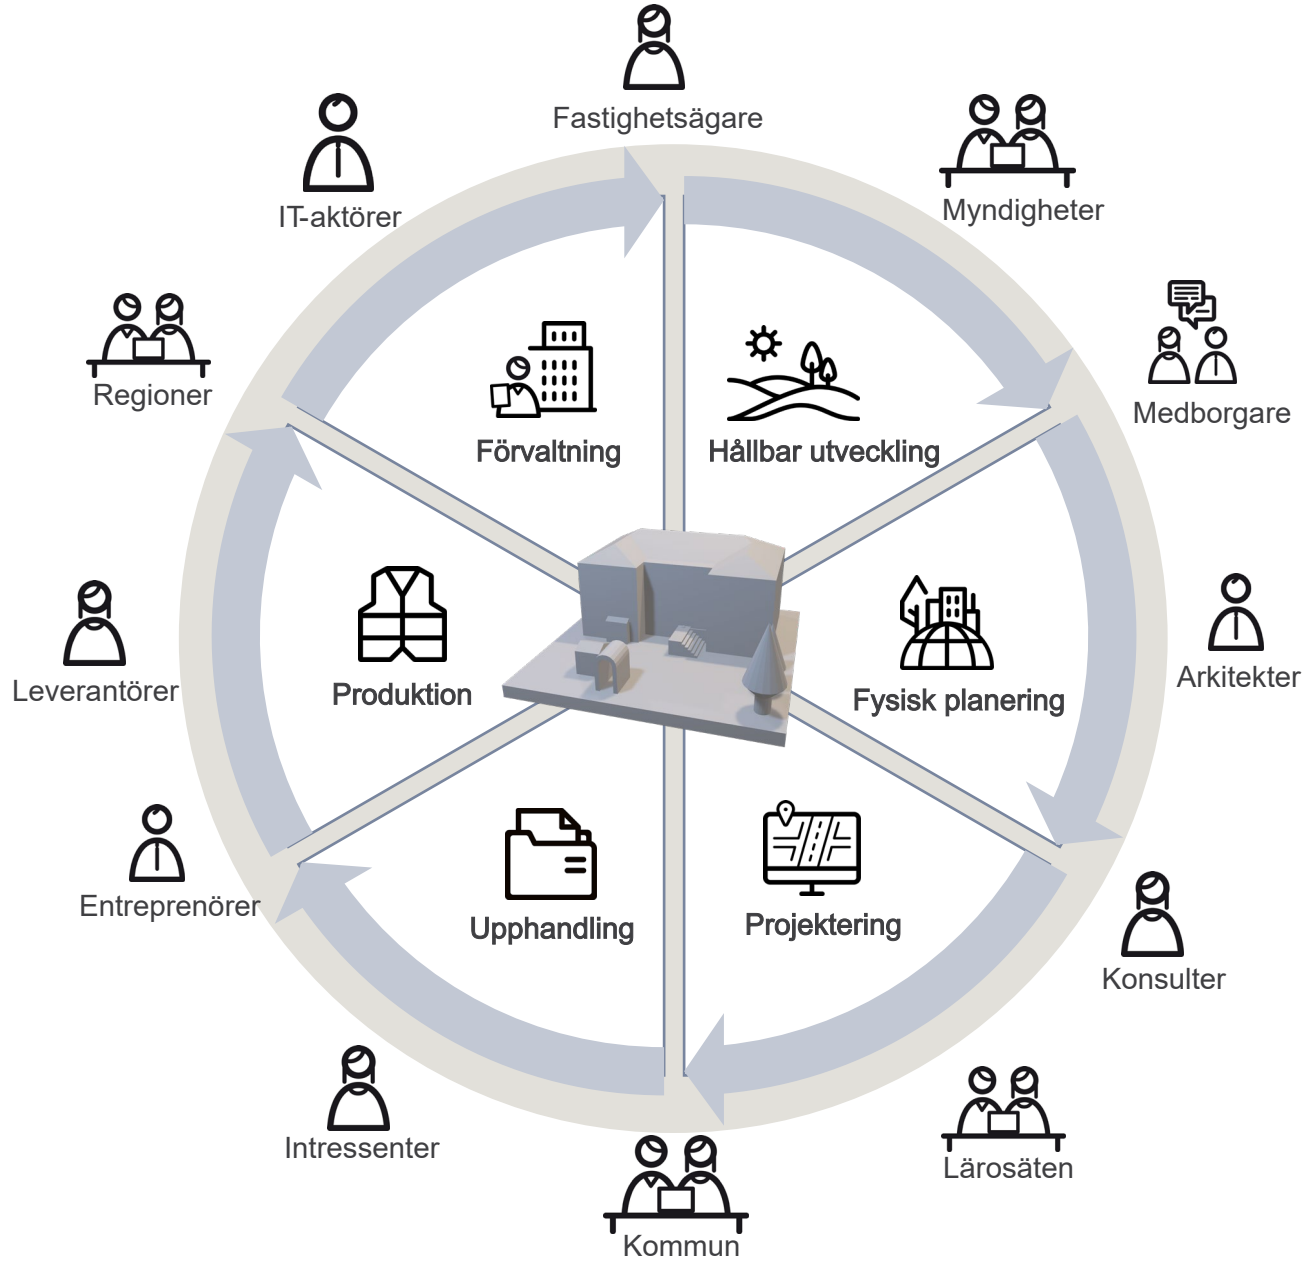 Fastighetsägare
Myndigheter
IT-aktörer
Regioner
Medborgare
Förvaltning
Hållbar utveckling
Leverantörer
Produktion
Fysisk planering
Arkitekter
Entreprenörer
Upphandling
Projektering
Konsulter
Intressenter
Lärosäten
Kommun